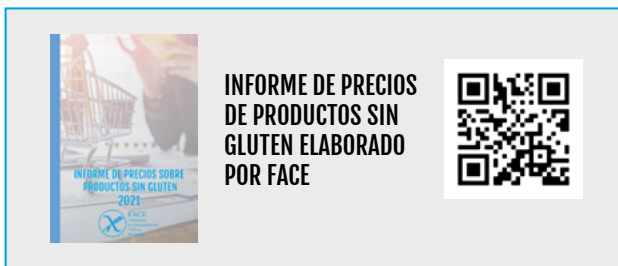 INFORME DE PRECIOS SOBRE
PRODUCTOS SIN GLUTEN
2021
FACE
INFORME DE PRECIOS
DE PRODUCTOS SIN
GLUTEN ELABORADO
POR FACE